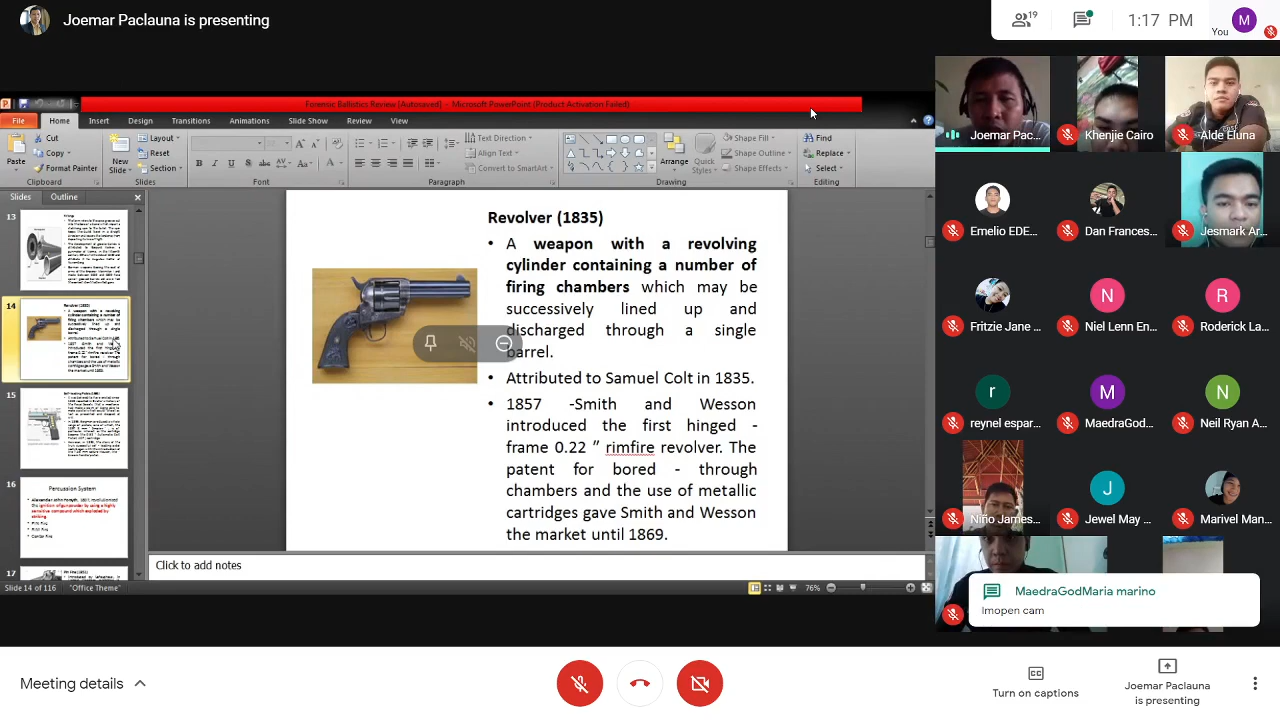 Joemar Paclauna is presenting
19
1:17 PM
M
You
Forensic Ballistics Review [Autosaved] - Microsoft PowerPoint (Product Activation Failed)
File Home Insert Design Transitions Animations Slide Show Review View
Paste
Cut
Copy
Format Painter
Clipboard
New Slide
Layout
Reset
Section
Slides
Font
Text Direction
Align Text
Convert to SmartArt
Paragraph
Arrange
Quick Styles
Shape Fill
Shape Outline
Shape Effects
Drawing
Find
Replace
Select
Editing
Slides Outline
13
14
15
16
Percussion System
17
Revolver (1835)
• A weapon with a revolving
cylinder containing a number of
firing chambers which may be
successively lined up and
discharged through a single
barrel.
• Attributed to Samuel Colt in 1835.
• 1857 -Smith and Wesson
introduced the first hinged -
frame 0.22 " rimfire revolver. The
patent for bored - through
chambers and the use of metallic
cartridges gave Smith and Wesson
the market until 1869.
Click to add notes
Slide 14 of 116
"Office Theme"
76%
Joemar Pac...
Khenjie Cairo
Alde Eluna
Emelio EDE...
Dan Frances...
Jesmark Ar...
Fritzie Jane ...
N
Niel Lenn En...
R
Roderick La...
r
reynel espar...
M
MaedraGod...
N
Neil Ryan A...
Niño James...
J
Jewel May ...
Marivel Man...
MaedraGodMaria marino
Imopen cam
Meeting details
Turn on captions
Joemar Paclauna
is presenting